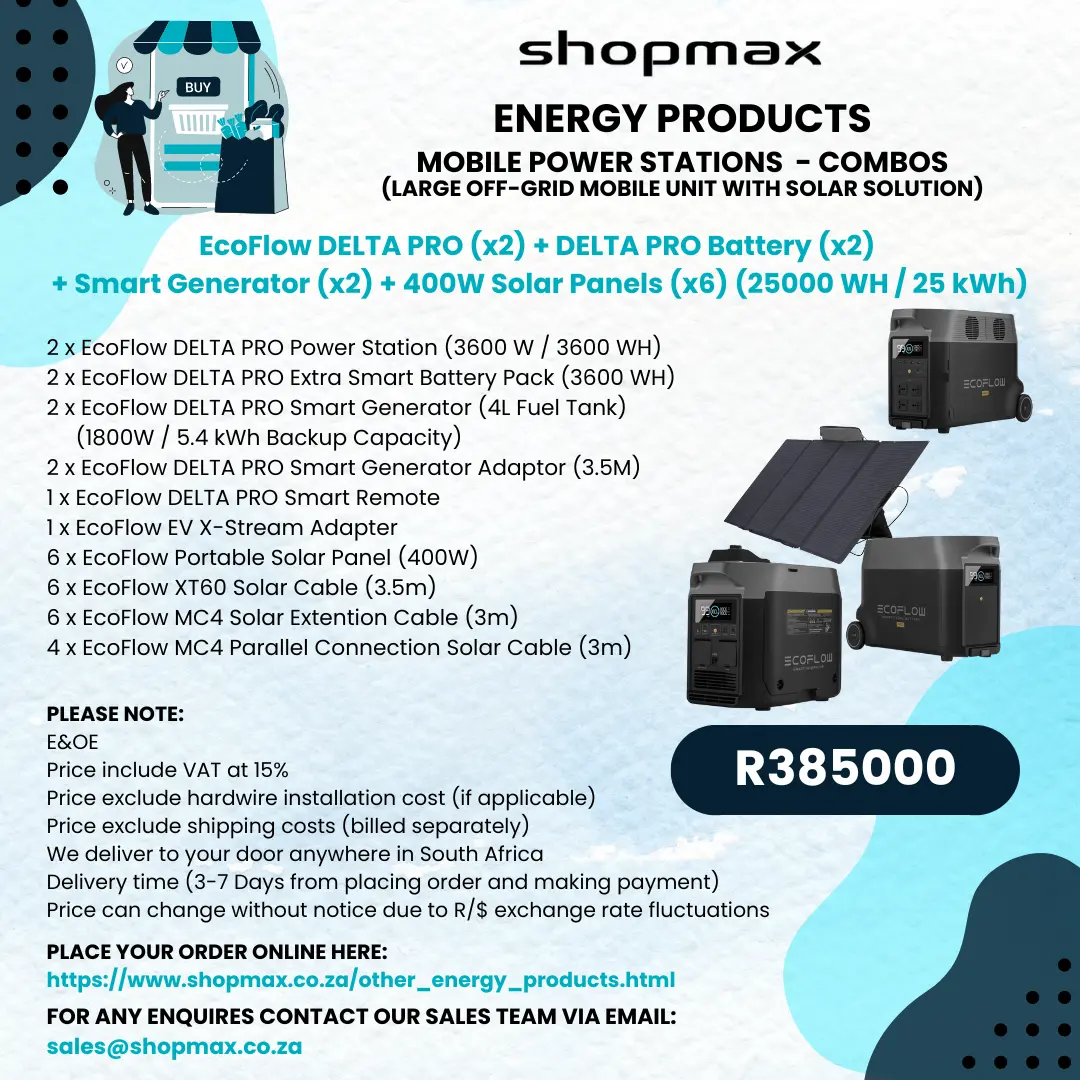 BUY
shopmax
ENERGY PRODUCTS
MOBILE POWER STATIONS - COMBOS
(LARGE OFF-GRID MOBILE UNIT WITH SOLAR SOLUTION)
EcoFlow DELTA PRO (x2) + DELTA PRO Battery (x2)
+ Smart Generator (x2) + 400W Solar Panels (x6) (25000 WH / 25 kWh)
2 x EcoFlow DELTA PRO Power Station (3600 W / 3600 WH)
2 x EcoFlow DELTA PRO Extra Smart Battery Pack (3600 WH)
2 x EcoFlow DELTA PRO Smart Generator (4L Fuel Tank)
(1800W / 5.4 kWh Backup Capacity)
2 x EcoFlow DELTA PRO Smart Generator Adaptor (3.5M)
1 x EcoFlow DELTA PRO Smart Remote
1 x EcoFlow EV X-Stream Adapter
6 x EcoFlow Portable Solar Panel (400W)
6 x EcoFlow XT60 Solar Cable (3.5m)
6 x EcoFlow MC4 Solar Extention Cable (3m)
4 x EcoFlow MC4 Parallel Connection Solar Cable (3m)
ECOFLOW
ECOFLOW
ECOFLOW
PLEASE NOTE:
E&OE
Price include VAT at 15%
Price exclude hardwire installation cost (if applicable)
Price exclude shipping costs (billed separately)
We deliver to your door anywhere in South Africa
Delivery time (3-7 Days from placing order and making payment)
Price can change without notice due to R/$ exchange rate fluctuations
R385000
PLACE YOUR ORDER ONLINE HERE:
https://www.shopmax.co.za/other_energy_products.html
FOR ANY ENQUIRES CONTACT OUR SALES TEAM VIA EMAIL:
sales@shopmax.co.za